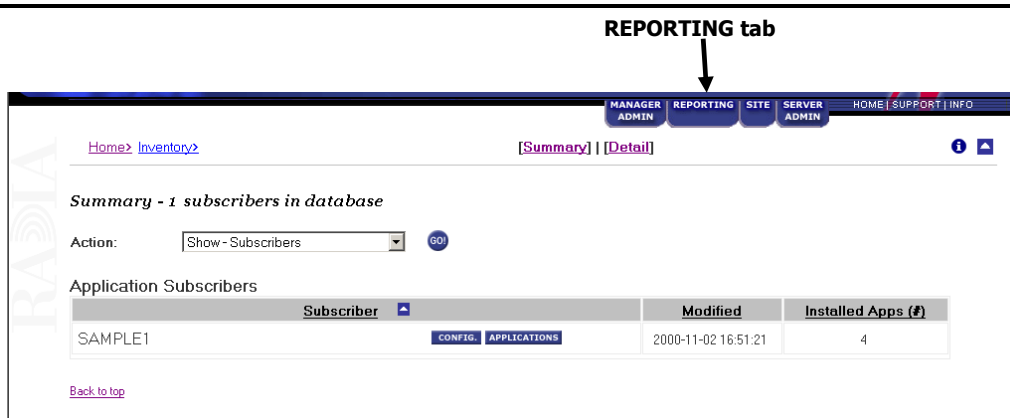 REPORTING tab
MANAGER ADMIN REPORTING SITE SERVER ADMIN HOME | SUPPORT | INFO
Home> Inventory> [Summary] | [Detail]
Summary - 1 subscribers in database
Action: Show - Subscribers GO!
Application Subscribers
Subscriber Modified Installed Apps (#)
SAMPLE1 CONFIG. APPLICATIONS 2000-11-02 16:51:21 4
Back to top
RADIA